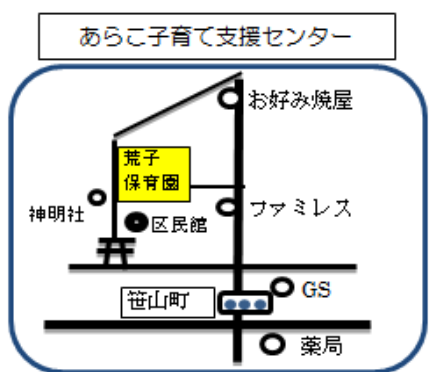 あらこ子育て支援センター
お好み焼屋
荒子
保育園
神明社
区民館
ファミレス
笹山町
GS
薬局